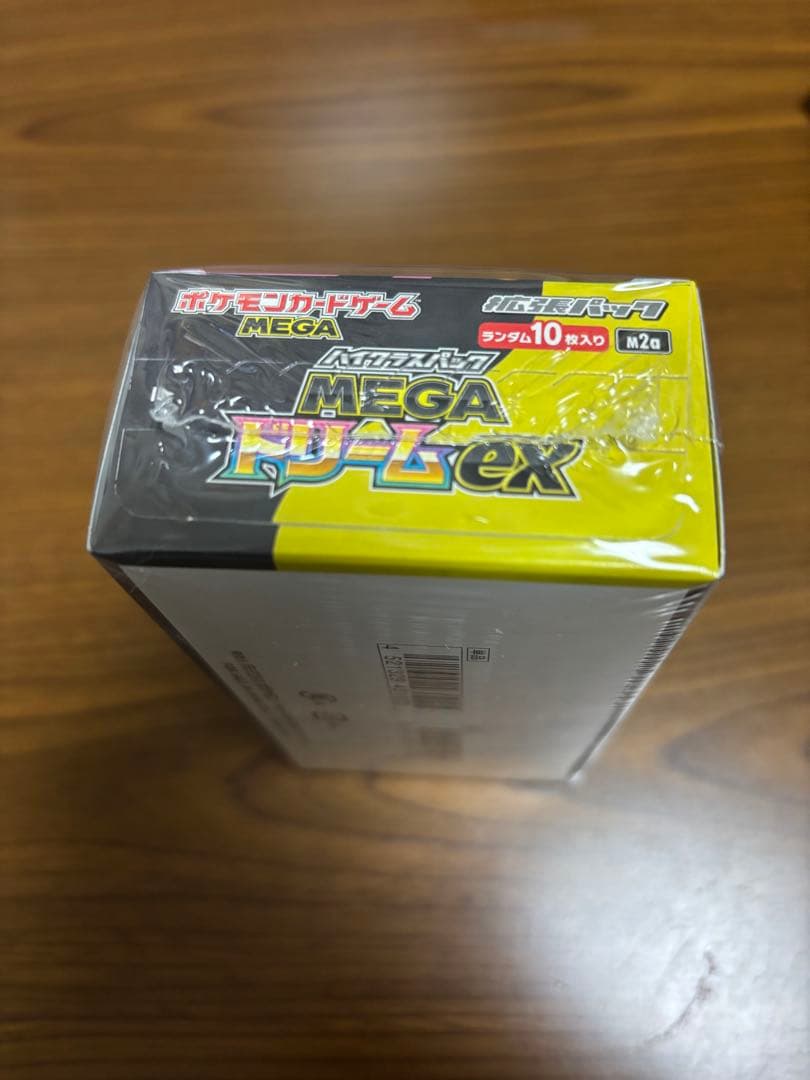 ポケモンカードゲーム
MEGA
拡張パック
ランダム10枚入り
M2a
ハイクラスパック
MEGA
ドリームex